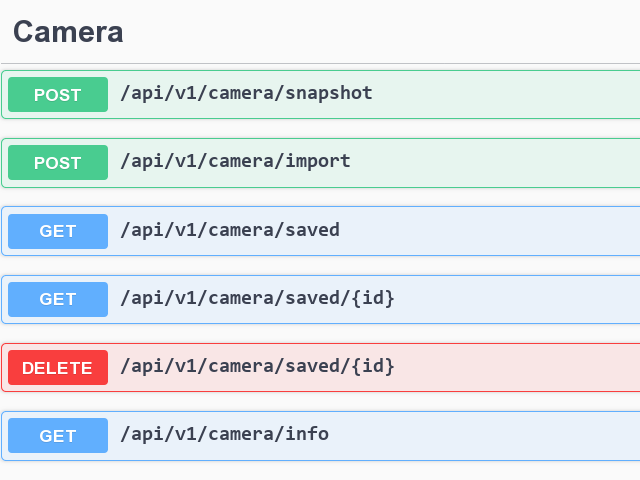 Camera
POST /api/v1/camera/snapshot
POST /api/v1/camera/import
GET /api/v1/camera/saved
GET /api/v1/camera/saved/{id}
DELETE /api/v1/camera/saved/{id}
GET /api/v1/camera/info